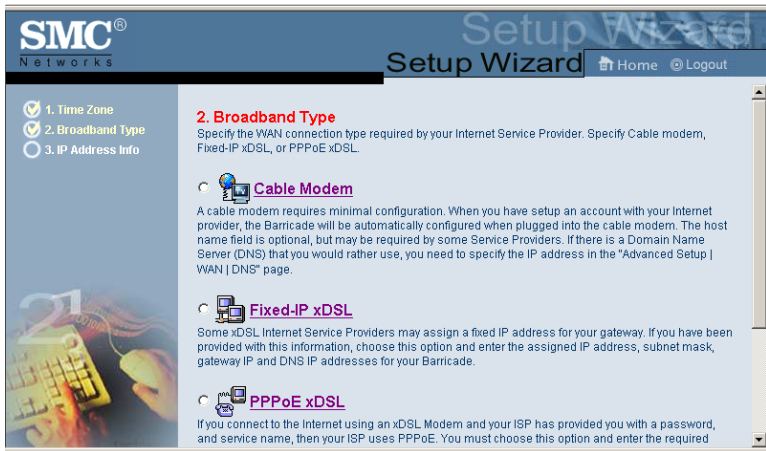 SMC®
Networks
Setup Wizard
Setup Wizard
Home
Logout
1. Time Zone
2. Broadband Type
3. IP Address Info
2. Broadband Type
Specify the WAN connection type required by your Internet Service Provider. Specify Cable modem,
Fixed-IP xDSL, or PPPoE xDSL.
Cable Modem
A cable modem requires minimal configuration. When you have setup an account with your Internet
provider, the Barricade will be automatically configured when plugged into the cable modem. The host
name field is optional, but may be required by some Service Providers. If there is a Domain Name
Server (DNS) that you would rather use, you need to specify the IP address in the "Advanced Setup |
WAN | DNS" page.
Fixed-IP xDSL
Some xDSL Internet Service Providers may assign a fixed IP address for your gateway. If you have been
provided with this information, choose this option and enter the assigned IP address, subnet mask,
gateway IP and DNS IP addresses for your Barricade.
PPPoE xDSL
If you connect to the Internet using an xDSL Modem and your ISP has provided you with a password,
and service name, then your ISP uses PPPoE. You must choose this option and enter the required